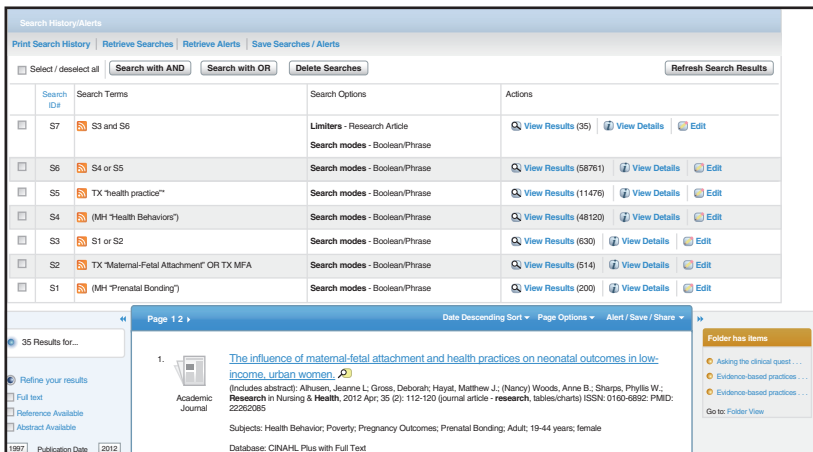 Search History/Alerts
Print Search History | Retrieve Searches | Retrieve Alerts | Save Searches / Alerts
Select / deselect all Search with AND Search with OR Delete Searches Refresh Search Results
Search ID# Search Terms Search Options Actions
S7 S3 and S6 Limiters - Research Article View Results (35) View Details Edit
Search modes - Boolean/Phrase
S6 S4 or S5 Search modes - Boolean/Phrase View Results (58761) View Details Edit
S5 TX "health practice"* Search modes - Boolean/Phrase View Results (11476) View Details Edit
S4 (MH "Health Behaviors") Search modes - Boolean/Phrase View Results (48120) View Details Edit
S3 S1 or S2 Search modes - Boolean/Phrase View Results (630) View Details Edit
S2 TX "Maternal-Fetal Attachment" OR TX MFA Search modes - Boolean/Phrase View Results (514) View Details Edit
S1 (MH "Prenatal Bonding") Search modes - Boolean/Phrase View Results (200) View Details Edit
Page 1 2 Date Descending Sort Page Options Alert / Save / Share
35 Results for...
Refine your results
Full text
Reference Available
Abstract Available
1997 Publication Date 2012
1.
Academic
Journal
The influence of maternal-fetal attachment and health practices on neonatal outcomes in low-
income, urban women.
(Includes abstract): Alhusen, Jeanne L; Gross, Deborah; Hayat, Matthew J.; (Nancy) Woods, Anne B.; Sharps, Phyllis W.;
Research in Nursing & Health, 2012 Apr; 35 (2): 112-120 (journal article - research, tables/charts) ISSN: 0160-6892: PMID:
22262085
Subjects: Health Behavior; Poverty; Pregnancy Outcomes; Prenatal Bonding; Adult; 19-44 years; female
Database: CINAHL Plus with Full Text
Folder has items
Asking the clinical quest . . .
Evidence-based practices . . .
Evidence-based practices . . .
Go to: Folder View